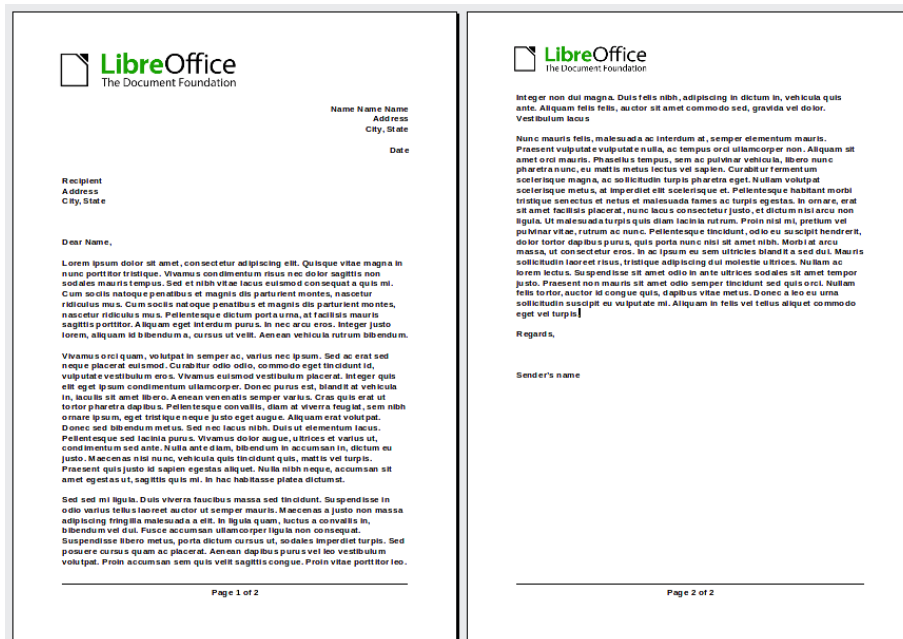 LibreOffice
The Document Foundation
Name Name Name
Address
City, State
Date
Recipient
Address
City, State
Dear Name,
Lorem ipsum dolor sit amet, consectetur adipiscing elit. Quisque vitae magna in
nunc porttitor tristique. Vivamus condimentum risus nec dolor sagittis non
sodales mauris tempus. Sed et nibh vitae lacus euismod consequat a quis mi.
Cum sociis natoque penatibus et magnis dis parturient montes, nascetur
ridiculus mus. Cum sociis natoque penatibus et magnis dis parturient montes,
nascetur ridiculus mus. Pellentesque dictum porta urna, at facilisis mauris
sagittis porttitor. Aliquam eget interdum purus. In nec arcu eros. Integer justo
lorem, aliquam id bibendum a, cursus ut velit. Aenean vehicula rutrum bibendum.
Vivamus orci quam, volutpat in semper ac, varius nec ipsum. Sed ac erat sed
neque placerat euismod. Curabitur odio odio, commodo eget tincidunt id,
vulputate vestibulum eros. Vivamus euismod vestibulum placerat. Integer quis
elit eget ipsum condimentum ullamcorper. Donec purus est, blandit at vehicula
in, iaculis sit amet libero. Aenean venenatis semper varius. Cras quis erat ut
tortor pharetra dapibus. Pellentesque convallis, diam at viverra feugiat, sem nibh
ornare ipsum, eget tristique neque justo eget augue. Aliquam erat volutpat.
Donec sed bibendum metus. Sed nec lacus nibh. Duis ut elementum lacus.
Pellentesque sed lacinia purus. Vivamus dolor augue, ultrices et varius ut,
condimentum sed ante. Nulla ante diam, bibendum in accumsan in, dictum eu
justo. Maecenas nisi nunc, vehicula quis tincidunt quis, mattis vel turpis.
Praesent quis justo id sapien egestas aliquet. Nulla nibh neque, accumsan sit
amet egestas ut, sagittis quis mi. In hac habitasse platea dictumst.
Sed sed mi ligula. Duis viverra faucibus massa sed tincidunt. Suspendisse in
odio varius tellus laoreet auctor ut semper mauris. Maecenas a justo non massa
adipiscing fringilla malesuada a elit. In ligula quam, luctus a convallis in,
bibendum vel dui. Fusce accumsan ullamcorper ligula non consequat.
Suspendisse libero metus, porta dictum cursus ut, sodales imperdiet turpis. Sed
posuere cursus quam ac placerat. Aenean dapibus purus vel leo vestibulum
volutpat. Proin accumsan sem quis velit sagittis congue. Proin vitae porttitor leo.
Page 1 of 2
LibreOffice
The Document Foundation
Integer non dui magna. Duis felis nibh, adipiscing in dictum in, vehicula quis
ante. Aliquam felis felis, auctor sit amet commodo sed, gravida vel dolor.
Vestibulum lacus
Nunc mauris felis, malesuada ac interdum at, semper elementum mauris.
Praesent vulputate vulputate nulla, ac tempus orci ullamcorper non. Aliquam sit
amet orci mauris. Phasellus tempus, sem ac pulvinar vehicula, libero nunc
pharetra nunc, eu mattis metus lectus vel sapien. Curabitur fermentum
scelerisque magna, ac sollicitudin turpis pharetra eget. Nullam volutpat
scelerisque metus, at imperdiet elit scelerisque et. Pellentesque habitant morbi
tristique senectus et netus et malesuada fames ac turpis egestas. In ornare, erat
sit amet facilisis placerat, nunc lacus consectetur justo, et dictum nisi arcu non
ligula. Ut malesuada turpis quis diam lacinia rutrum. Proin nisl mi, pretium vel
pulvinar vitae, rutrum ac nunc. Pellentesque tincidunt, odio eu suscipit hendrerit,
dolor tortor dapibus purus, quis porta nunc nisi sit amet nibh. Morbi at arcu
massa, ut consectetur eros. In ac ipsum eu sem ultricies blandit a sed dui. Mauris
sollicitudin laoreet risus, tristique adipiscing dui molestie ultrices. Nullam ac
lorem lectus. Suspendisse sit amet odio in ante ultrices sodales sit amet tempor
justo. Praesent non mauris sit amet odio semper tincidunt sed quis orci. Nullam
felis tortor, auctor id congue quis, dapibus vitae metus. Donec a leo eu urna
sollicitudin suscipit eu vulputate mi. Aliquam in felis vel tellus aliquet commodo
eget vel turpis
Regards,
Sender's name
Page 2 of 2